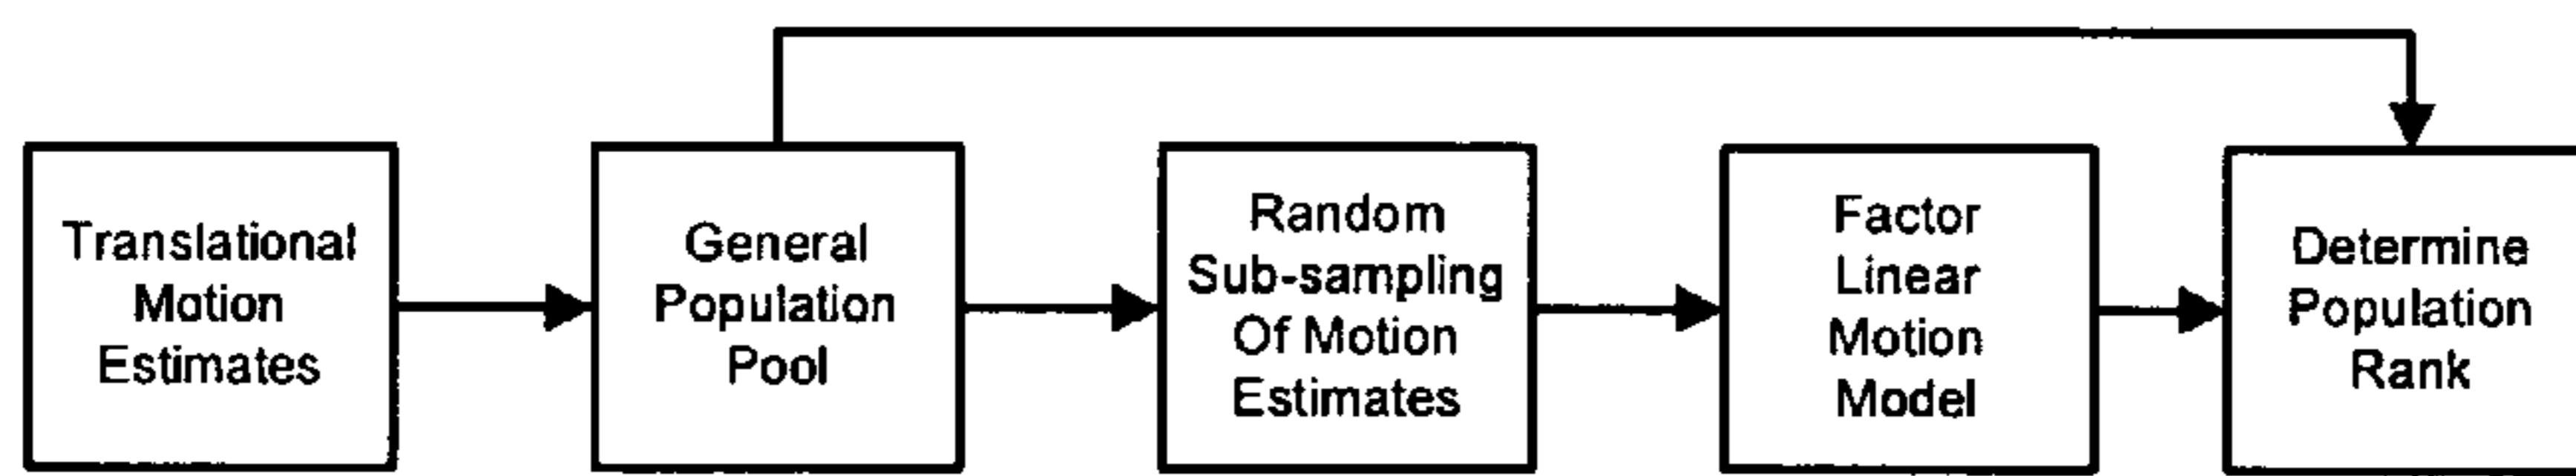 Translational
Motion
Estimates
General
Population
Pool
Random
Sub-sampling
Of Motion
Estimates
Factor
Linear
Motion
Model
Determine
Population
Rank